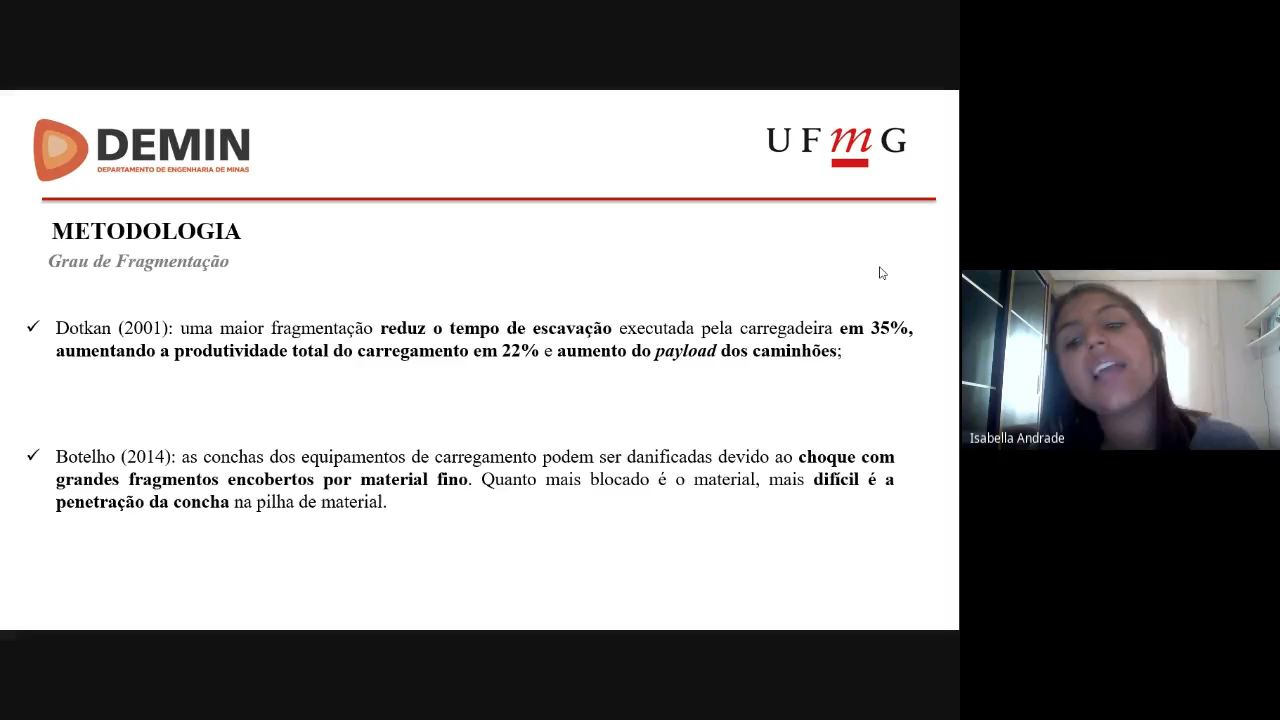 DEMIN
DEPARTAMENTO DE ENGENHARIA DE MINAS
UFmG
METODOLOGIA
Grau de Fragmentação
✓ Dotkan (2001): uma maior fragmentação reduz o tempo de escavação executada pela carregadeira em 35%,
aumentando a produtividade total do carregamento em 22% e aumento do payload dos caminhões;
✓ Botelho (2014): as conchas dos equipamentos de carregamento podem ser danificadas devido ao choque com
grandes fragmentos encobertos por material fino. Quanto mais blocado é o material, mais difícil é a
penetração da concha na pilha de material.
Isabella Andrade